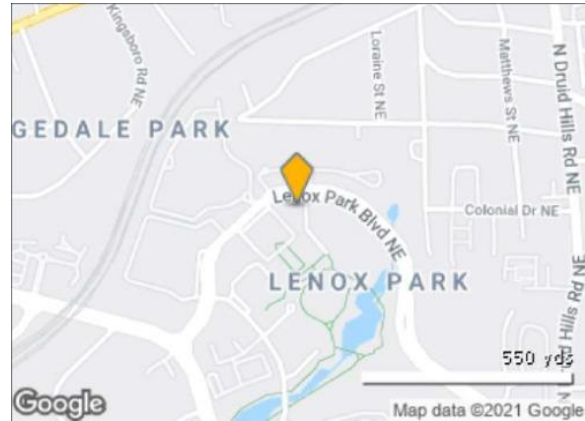 Kingsboro Rd NE
Loraine St NE
Matthews St NE
N Druid Hills Rd NE
GEDALE PARK
Lenox Park Blvd NE
Colonial Dr NE
LENOX PARK
550 yds
Google
Map data ©2021 Google